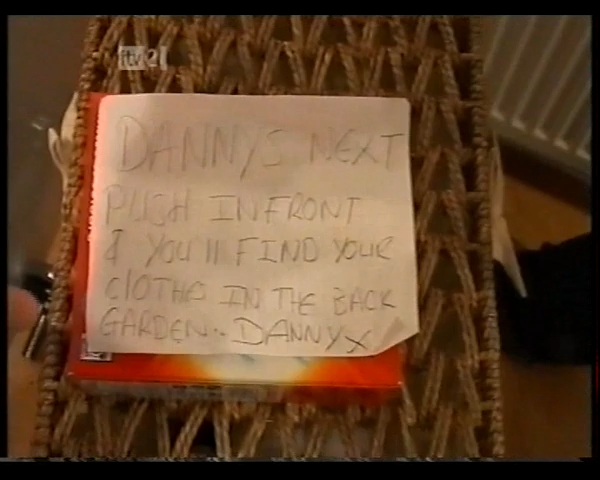 itv2
DANNYS NEXT
PUSH INFRONT
& YOU'll FIND YOUR
ClOTHES IN THE BACK
GARDEN.. DANNY x